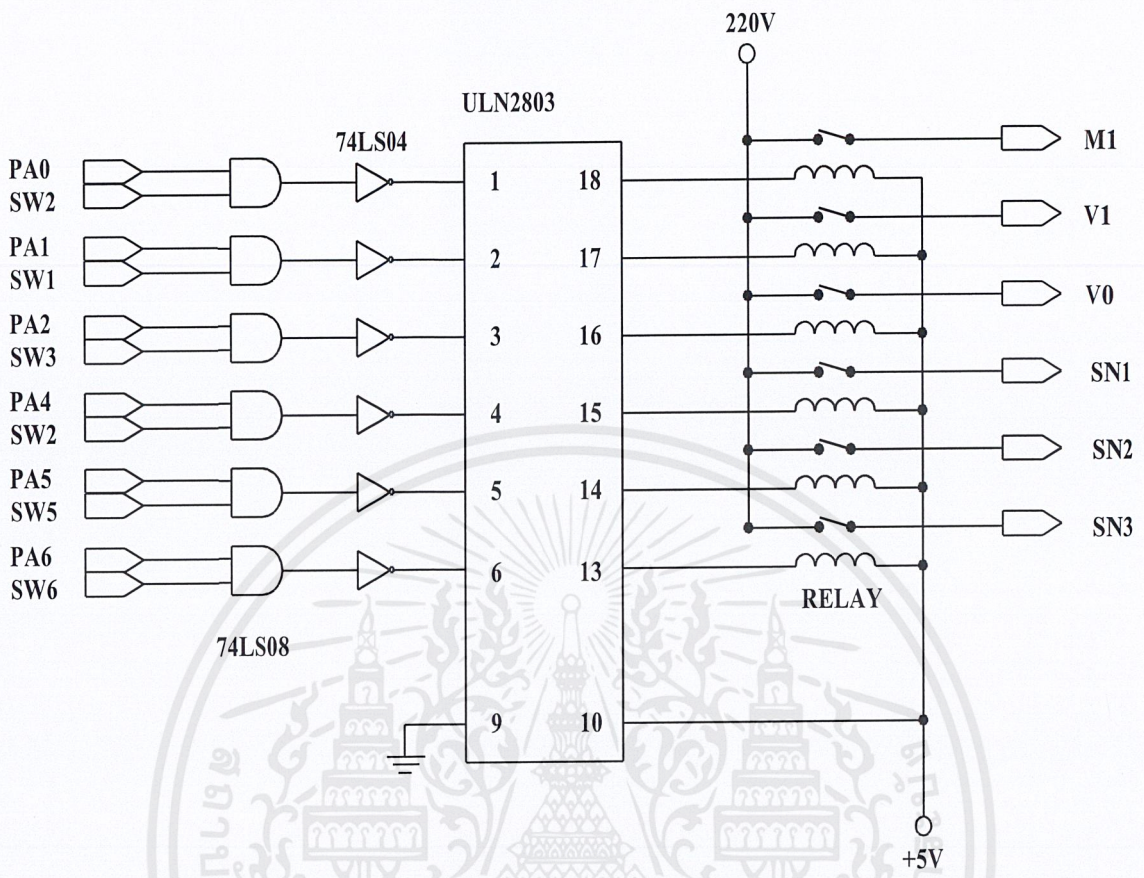 220V
ULN2803
74LS04
PA0
SW2
PA1
SW1
PA2
SW3
PA4
SW2
PA5
SW5
PA6
SW6
74LS08
1
2
3
4
5
6
9
18
17
16
15
14
13
10
M1
V1
V0
SN1
SN2
SN3
RELAY
+5V